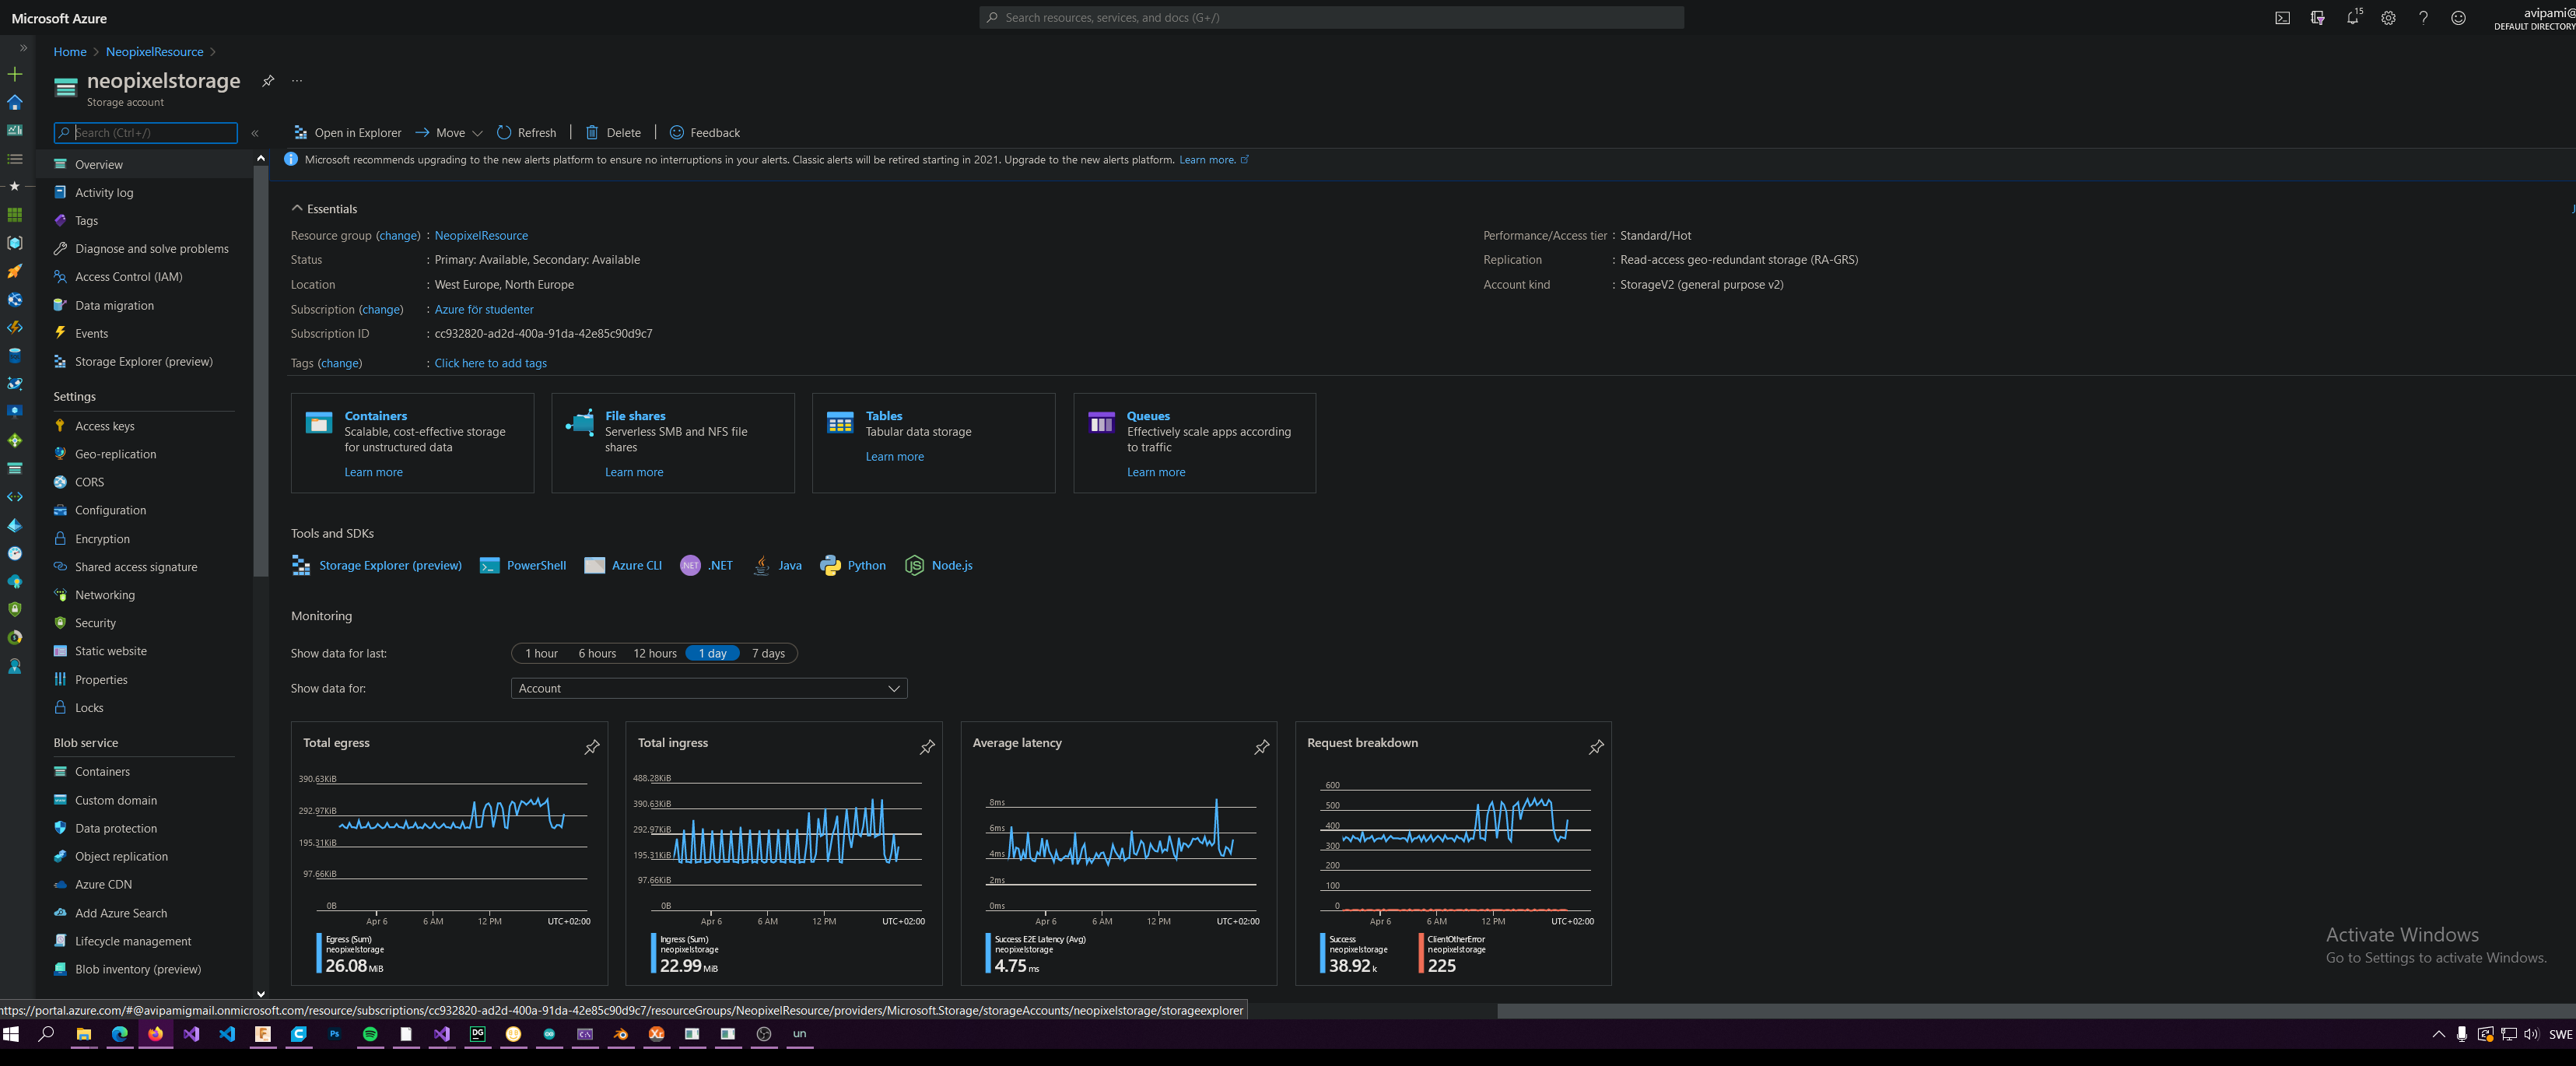 Microsoft Azure
Search resources, services, and docs (G+/)
15
avipami@
DEFAULT DIRECTORY
Home
NeopixelResource
neopixelstorage
...
Storage account
Search (Ctrl+/)
Overview
Activity log
Tags
Diagnose and solve problems
Access Control (IAM)
Data migration
Events
Storage Explorer (preview)
Settings
Access keys
Geo-replication
CORS
Configuration
Encryption
Shared access signature
Networking
Security
Static website
Properties
Locks
Blob service
Containers
Custom domain
Data protection
Object replication
Azure CDN
Add Azure Search
Lifecycle management
Blob inventory (preview)
Open in Explorer
Move
Refresh
Delete
Feedback
Microsoft recommends upgrading to the new alerts platform to ensure no interruptions in your alerts. Classic alerts will be retired starting in 2021. Upgrade to the new alerts platform. Learn more.
Essentials
J
Resource group (change) : NeopixelResource
Status : Primary: Available, Secondary: Available
Location : West Europe, North Europe
Subscription (change) : Azure för studenter
Subscription ID : cc932820-ad2d-400a-91da-42e85c90d9c7
Tags (change) : Click here to add tags
Performance/Access tier : Standard/Hot
Replication : Read-access geo-redundant storage (RA-GRS)
Account kind : StorageV2 (general purpose v2)
Containers
Scalable, cost-effective storage
for unstructured data
Learn more
File shares
Serverless SMB and NFS file
shares
Learn more
Tables
Tabular data storage
Learn more
Queues
Effectively scale apps according
to traffic
Learn more
Tools and SDKs
Storage Explorer (preview)
PowerShell
Azure CLI
NET
.NET
Java
Python
JS
Node.js
Monitoring
Show data for last:
1 hour
6 hours
12 hours
1 day
7 days
Show data for:
Account
Total egress
390.63KiB
292.97KiB
195.31KiB
97.66KiB
0B
Apr 6
6 AM
12 PM
UTC+02:00
Egress (Sum)
neopixelstorage
26.08 MiB
Total ingress
488.28KiB
390.63KiB
292.97KiB
195.31KiB
97.66KiB
0B
Apr 6
6 AM
12 PM
UTC+02:00
Ingress (Sum)
neopixelstorage
22.99 MiB
Average latency
8ms
6ms
4ms
2ms
0ms
Apr 6
6 AM
12 PM
UTC+02:00
Success E2E Latency (Avg)
neopixelstorage
4.75 ms
Request breakdown
600
500
400
300
200
100
0
Apr 6
6 AM
12 PM
UTC+02:00
Success
neopixelstorage
38.92 k
ClientOtherError
neopixelstorage
225
Activate Windows
Go to Settings to activate Windows.
https://portal.azure.com/#@avipamigmail.onmicrosoft.com/resource/subscriptions/cc932820-ad2d-400a-91da-42e85c90d9c7/resourceGroups/NeopixelResource/providers/Microsoft.Storage/storageAccounts/neopixelstorage/storageexplorer
F
C
Ps
DG
Xr
un
SWE